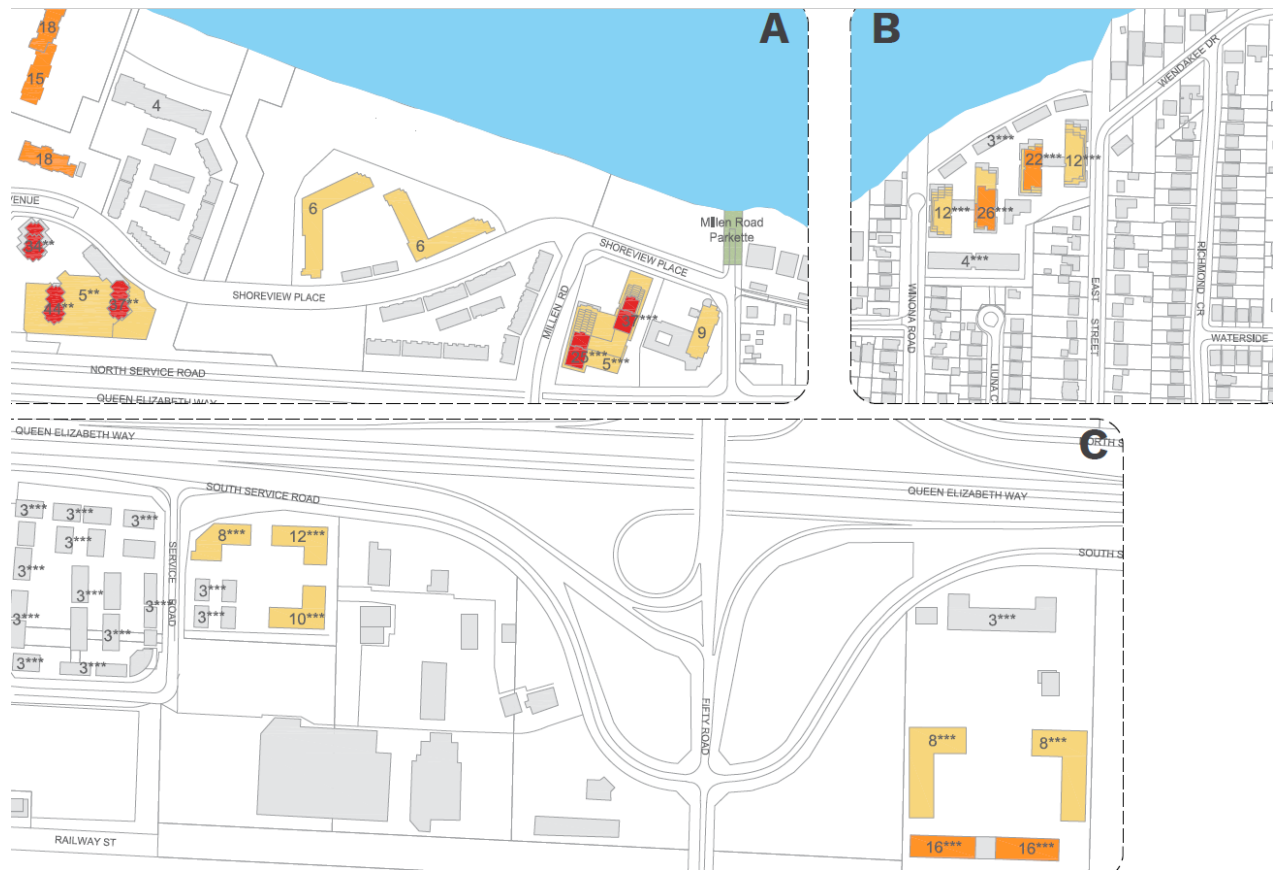 A
18
15
4
18
VENUE
6
6
5**
SHOREVIEW PLACE
SHOREVIEW PLACE
Millen Road
Parkette
MILLEN RD
9
5***
NORTH SERVICE ROAD
QUEEN ELIZABETH WAY
B
WENDAKEE DR
3***
22***
12***
12***
26***
4***
WINONA ROAD
EAST STREET
RICHMOND CR
WATERSIDE
LIUNA C
C
NORTH S
QUEEN ELIZABETH WAY
QUEEN ELIZABETH WAY
SOUTH SERVICE ROAD
SOUTH S
3***
3***
3***
3***
3***
3***
3***
3***
3***
3***
3***
SERVICE ROAD
8***
12***
3***
3***
10***
FIFTY ROAD
3***
8***
8***
16***
16***
RAILWAY ST